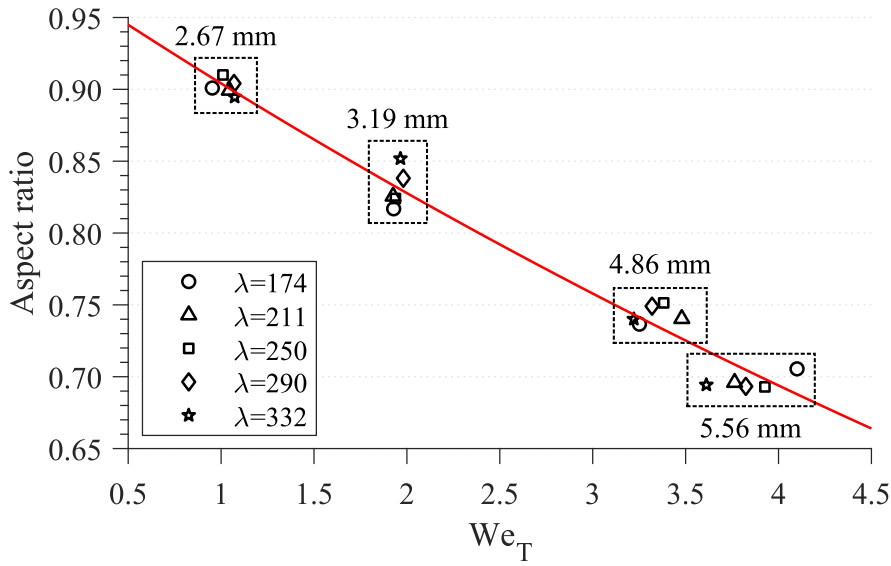 0.95
0.90
0.85
0.80
0.75
0.70
0.65
Aspect ratio
2.67 mm
3.19 mm
4.86 mm
5.56 mm
λ=174
λ=211
λ=250
λ=290
λ=332
0.5 1 1.5 2 2.5 3 3.5 4 4.5
We_T